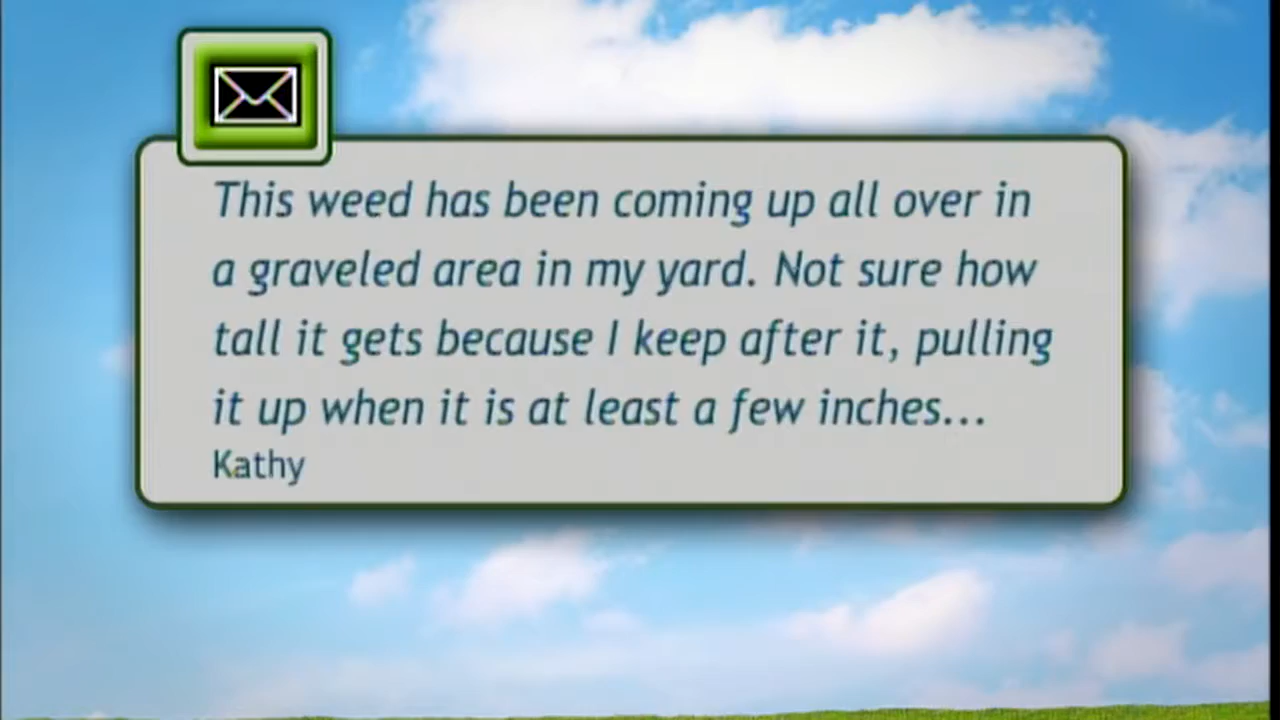 This weed has been coming up all over in
a graveled area in my yard. Not sure how
tall it gets because I keep after it, pulling
it up when it is at least a few inches...
Kathy